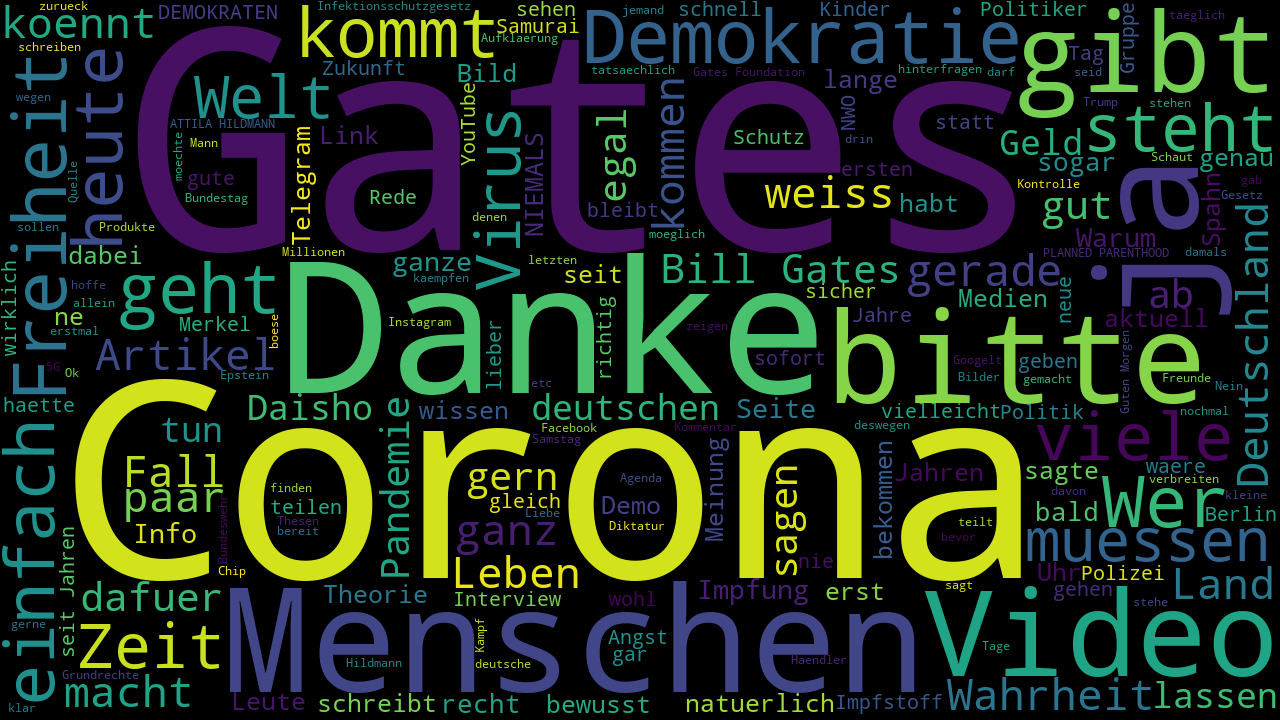 zurueck
DEMOKRATEN
Infektionsschutzgesetz
sehen
jemand
schnell
Kinder
Politiker
taeglich
koennt
kommt
Samurai
Demokratie
Gruppe
gibt
schreiben
Aufklaerung
Tag
heute
Gates
Zukunft
Bild
tatsaechlich
Gates Foundation
lange
hinterfragen
darf
seid
wegen
Welt
YouTube
kommen
NWO
Trump
stehen
ATTILA HILDMANN
Link
Virus
egal
Schutz
statt
drin
Geld
steht
Freiheit
moechte
Mann
Telegram
NIEMALS
sogar
Schaut
genau
Quelle
gute
ersten
Kontrolle
gab
Bundestag
Rede
weiss
habt
gut
ja
Spahn
Gesetz
sollen
Produkte
denen
bleibt
Warum
Deutschland
dabei
Millionen
letzten
moeglich
PLANNED PARENTHOOD
damals
wirklich
geht
ganze
kaempfen
seit
Bill Gates
gerade
hoffe
sicher
Medien
neue
ab
allein
ne
Merkel
boese
Danke
Instagram
lieber
richtig
zeigen
Jahre
bitte
aktuell
erstmal
Artikel
sofort
Googelt
geben
Guten Morgen
5G
Ok
Epstein
etc
Bilder
gemacht
Freunde
Nein
haette
Daisho
wissen
deutschen
Seite
vielleicht
Politik
nochmal
einfach
Corona
tun
Pandemie
Facebook
Samstag
Kommentar
Meinung
deswegen
viele
Fall
gern
sagen
bekommen
Jahren
sagte
waere
verbreiten
paar
finden
teilen
gleich
Agenda
Demo
davon
wer
kleine
Bundeswehr
Thesen
bereit
Liebe
Diktatur
teilt
bald
Berlin
Info
ganz
bevor
muessen
seit Jahren
Chip
Leben
nie
Uhr
Polizei
dafuer
Menschen
Theorie
Interview
wohl
Impfung
erst
sagt
gehen
Land
gerne
Zeit
Kampf
Angst
Video
stehe
gar
Tage
Grundrechte
Hildmann
deutsche
Haendler
macht
Wahrheit
lassen
klar
Leute
schreibt
recht
bewusst
natuerlich
Impfstoff